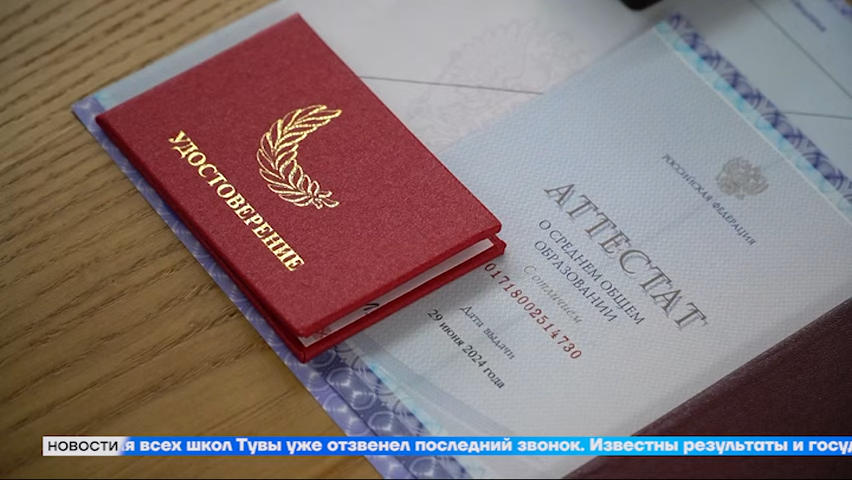 УДОСТОВЕРЕНИЕ
РОССИЙСКАЯ ФЕДЕРАЦИЯ
АТТЕСТАТ
О СРЕДНЕМ ОБЩЕМ
ОБРАЗОВАНИИ
С отличием
01718002514730
Дата выдачи
29 июня 2024 года
НОВОСТИ
я всех школ Тувы уже отзвенел последний звонок. Известны результаты и госуд